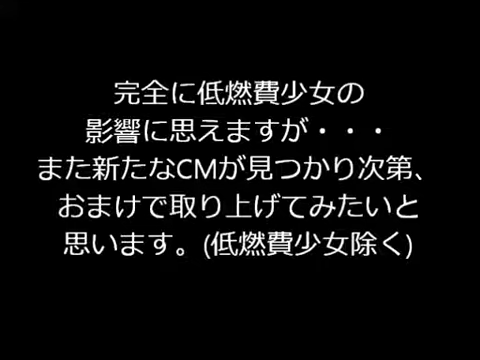 完全に低燃費少女の
影響に思えますが・・・
また新たなCMが見つかり次第、
おまけで取り上げてみたいと
思います。(低燃費少女除く)